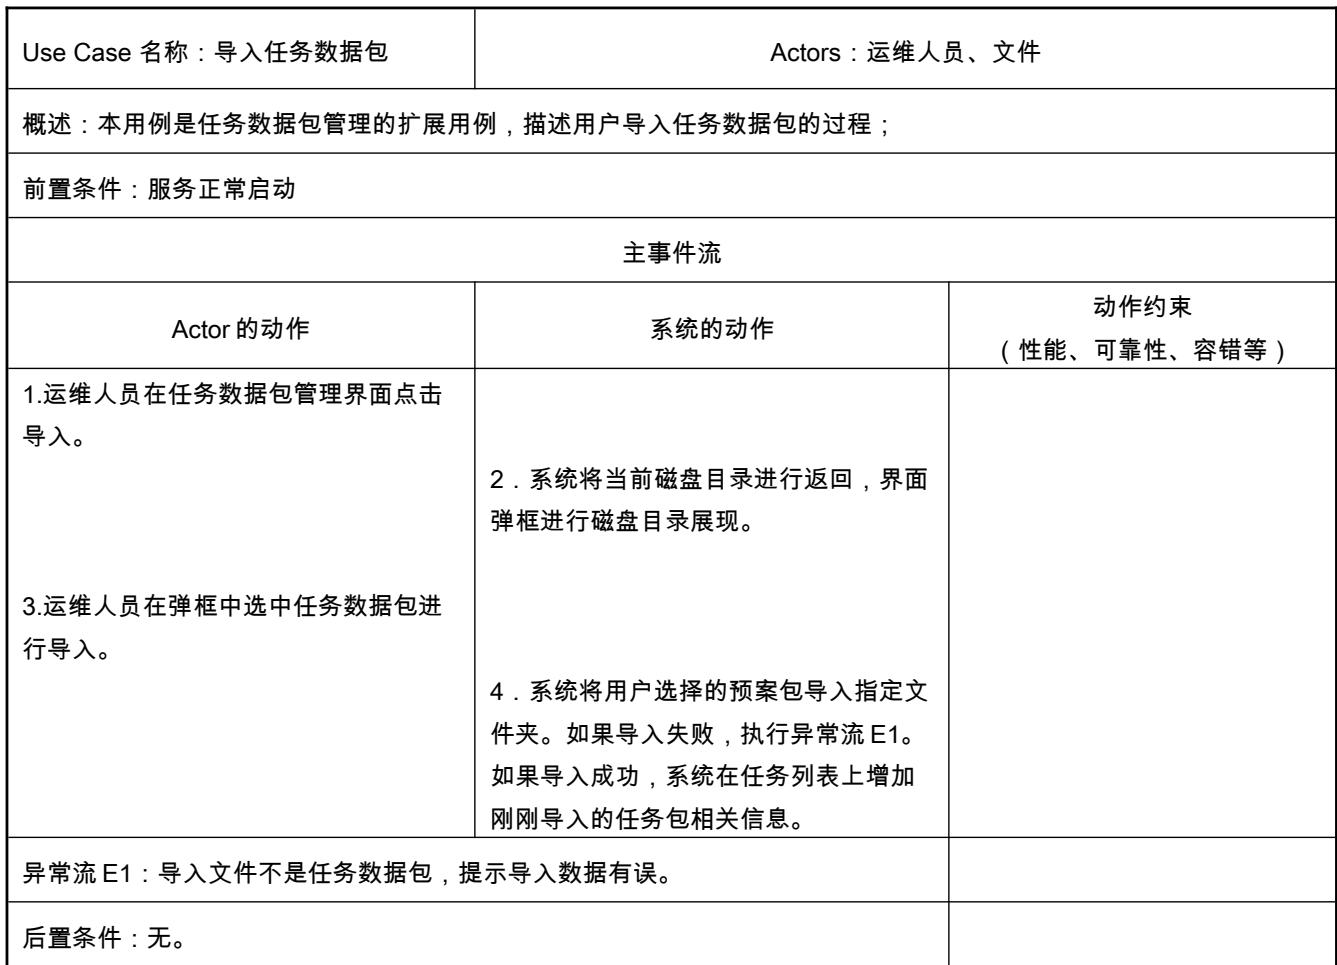 Use Case 名称：导入任务数据包
Actors：运维人员、文件
概述：本用例是任务数据包管理的扩展用例，描述用户导入任务数据包的过程；
前置条件：服务正常启动
主事件流
Actor 的动作
系统的动作
动作约束
（性能、可靠性、容错等）
1.运维人员在任务数据包管理界面点击
导入。
2．系统将当前磁盘目录进行返回，界面
弹框进行磁盘目录展现。
3.运维人员在弹框中选中任务数据包进
行导入。
4．系统将用户选择的预案包导入指定文
件夹。如果导入失败，执行异常流 E1。
如果导入成功，系统在任务列表上增加
刚刚导入的任务包相关信息。
异常流 E1：导入文件不是任务数据包，提示导入数据有误。
后置条件：无。